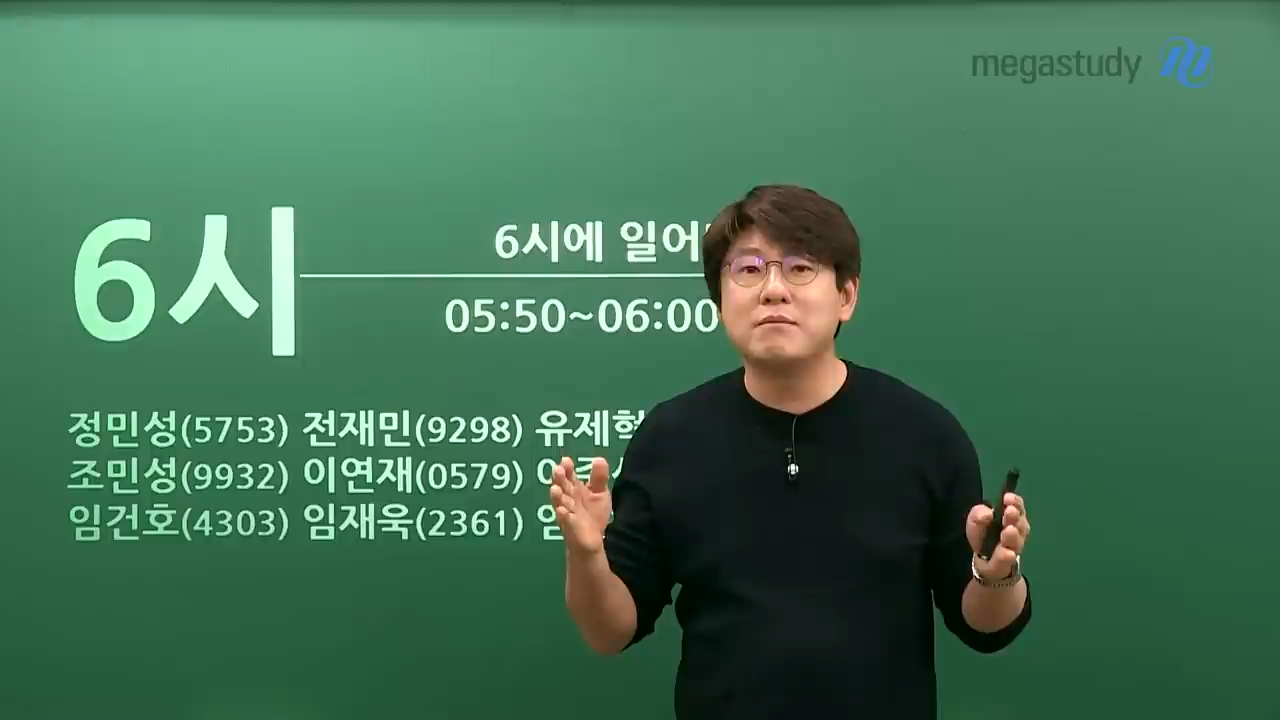 megastudy
6시
6시에 일어
05:50~06:00
정민성(5753) 전재민(9298) 유제혁
조민성(9932) 이연재(0579)
임건호(4303) 임재욱(2361)